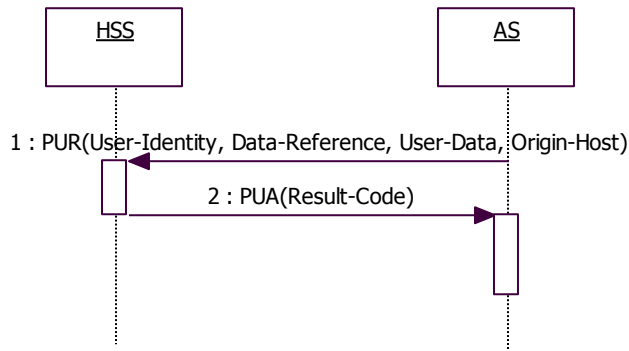 HSS
AS
1 : PUR(User-Identity, Data-Reference, User-Data, Origin-Host)
2 : PUA(Result-Code)